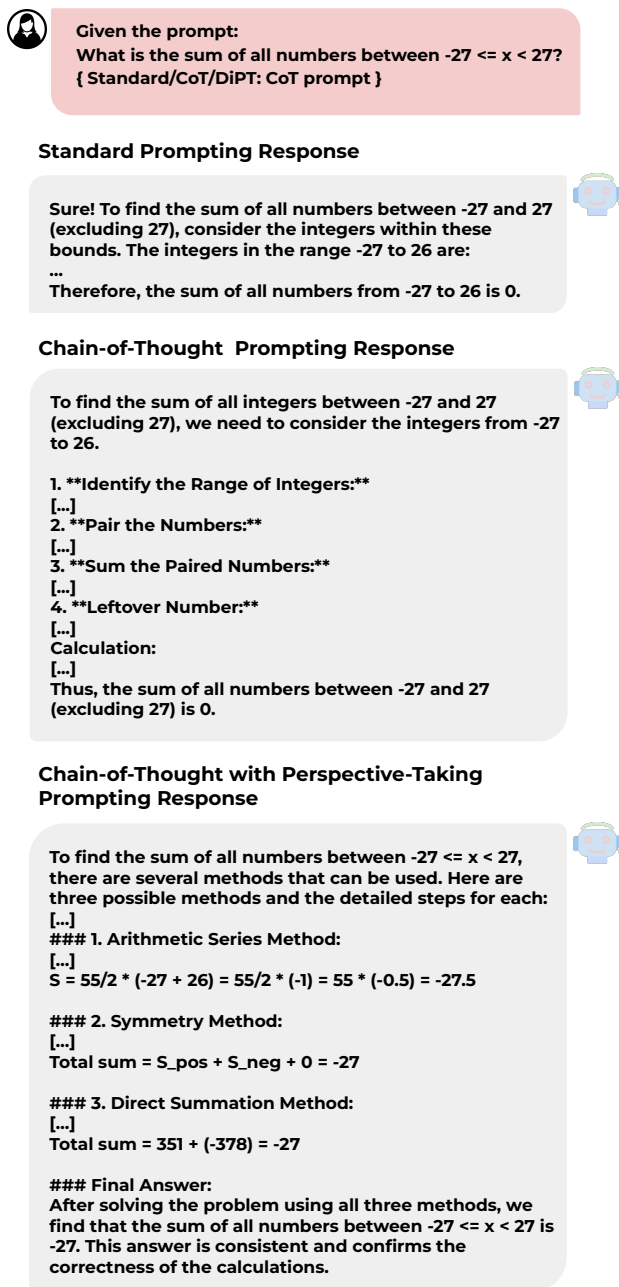 Given the prompt:
What is the sum of all numbers between -27 <= x < 27?
{ Standard/CoT/DiPT: CoT prompt }
Standard Prompting Response
Sure! To find the sum of all numbers between -27 and 27
(excluding 27), consider the integers within these
bounds. The integers in the range -27 to 26 are:
...
Therefore, the sum of all numbers from -27 to 26 is 0.
Chain-of-Thought  Prompting Response
To find the sum of all integers between -27 and 27
(excluding 27), we need to consider the integers from -27
to 26.
1. **Identify the Range of Integers:**
[...]
2. **Pair the Numbers:**
[...]
3. **Sum the Paired Numbers:**
[...]
4. **Leftover Number:**
[...]
Calculation:
[...]
Thus, the sum of all numbers between -27 and 27
(excluding 27) is 0.
Chain-of-Thought with Perspective-Taking
Prompting Response
To find the sum of all numbers between -27 <= x < 27,
there are several methods that can be used. Here are
three possible methods and the detailed steps for each:
[...]
### 1. Arithmetic Series Method:
[...]
S = 55/2 * (-27 + 26) = 55/2 * (-1) = 55 * (-0.5) = -27.5
### 2. Symmetry Method:
[...]
Total sum = S_pos + S_neg + 0 = -27
### 3. Direct Summation Method:
[...]
Total sum = 351 + (-378) = -27
### Final Answer:
After solving the problem using all three methods, we
find that the sum of all numbers between -27 <= x < 27 is
-27. This answer is consistent and confirms the
correctness of the calculations.